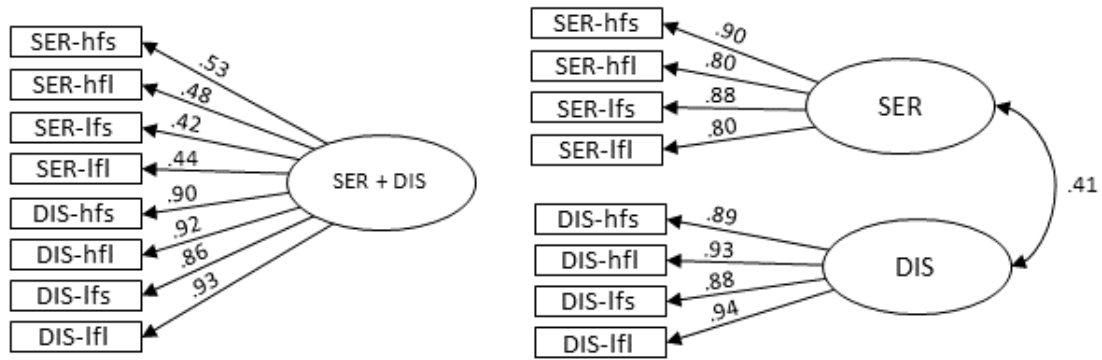 SER-hfs
SER-hfl
SER-lfs
SER-lfl
DIS-hfs
DIS-hfl
DIS-lfs
DIS-lfl
.53
.48
.42
.44
.90
.92
.86
.93
SER + DIS
SER-hfs
SER-hfl
SER-lfs
SER-lfl
.90
.80
.88
.80
SER
DIS-hfs
DIS-hfl
DIS-lfs
DIS-lfl
.89
.93
.88
.94
DIS
.41